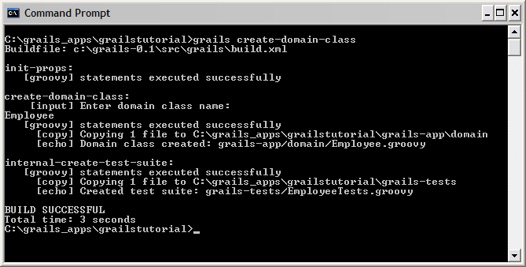 Command Prompt
C:\grails_apps\grailstutorial>grails create-domain-class
Buildfile: c:\grails-0.1\src\grails\build.xml
init-props:
[groovy] statements executed successfully
create-domain-class:
[input] Enter domain class name:
Employee
[groovy] statements executed successfully
[copy] Copying 1 file to C:\grails_apps\grailstutorial\grails-app\domain
[echo] Domain class created: grails-app/domain/Employee.groovy
internal-create-test-suite:
[groovy] statements executed successfully
[copy] Copying 1 file to C:\grails_apps\grailstutorial\grails-tests
[echo] Created test suite: grails-tests/EmployeeTests.groovy
BUILD SUCCESSFUL
Total time: 3 seconds
C:\grails_apps\grailstutorial>_